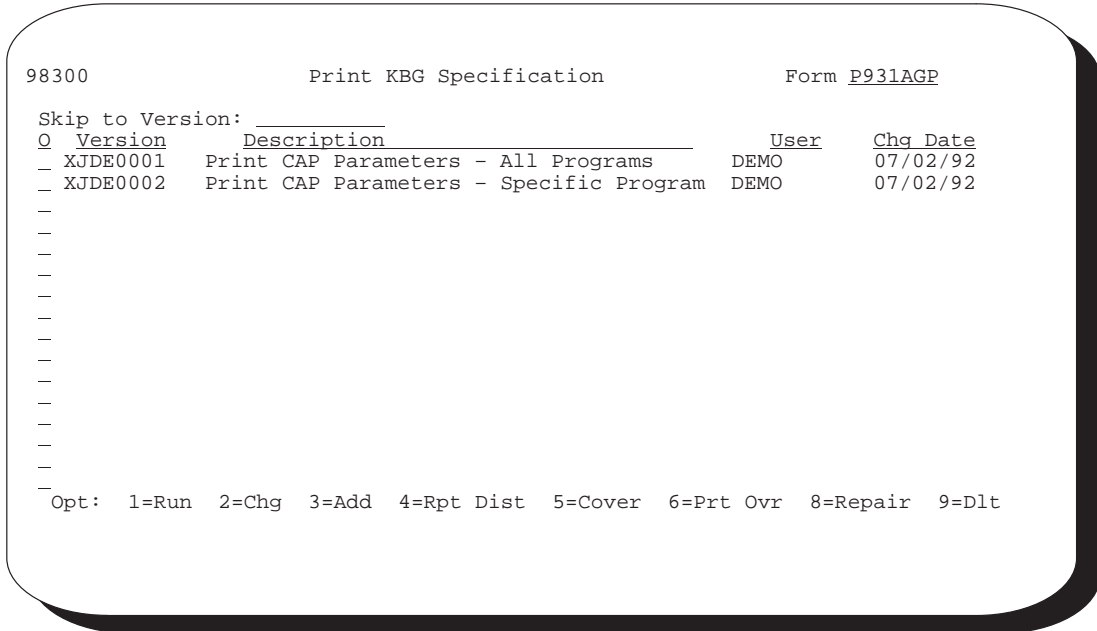 98300 Print KBG Specification Form P931AGP
Skip to Version:
O Version Description User Chg Date
XJDE0001 Print CAP Parameters - All Programs DEMO 07/02/92
XJDE0002 Print CAP Parameters - Specific Program DEMO 07/02/92
Opt: 1=Run 2=Chg 3=Add 4=Rpt Dist 5=Cover 6=Prt Ovr 8=Repair 9=Dlt